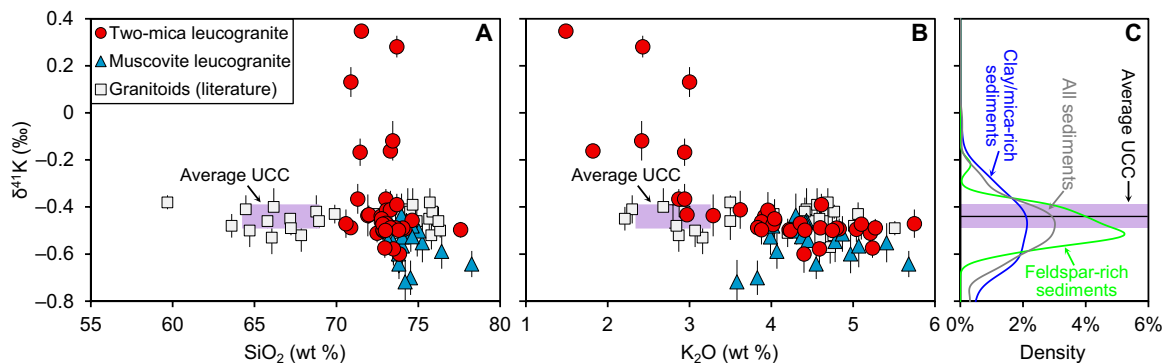 0.4
0.2
0
–0.2
–0.4
–0.6
–0.8
δ⁴¹K (‰)
A
Two-mica leucogranite
Muscovite leucogranite
Granitoids (literature)
Average UCC
55
60
65
70
75
80
SiO₂ (wt %)
B
Average UCC
1
2
3
4
5
6
K₂O (wt %)
C
Clay/mica-rich
sediments
All
sediments
Average UCC
Feldspar-rich
sediments
0%
2%
4%
6%
Density